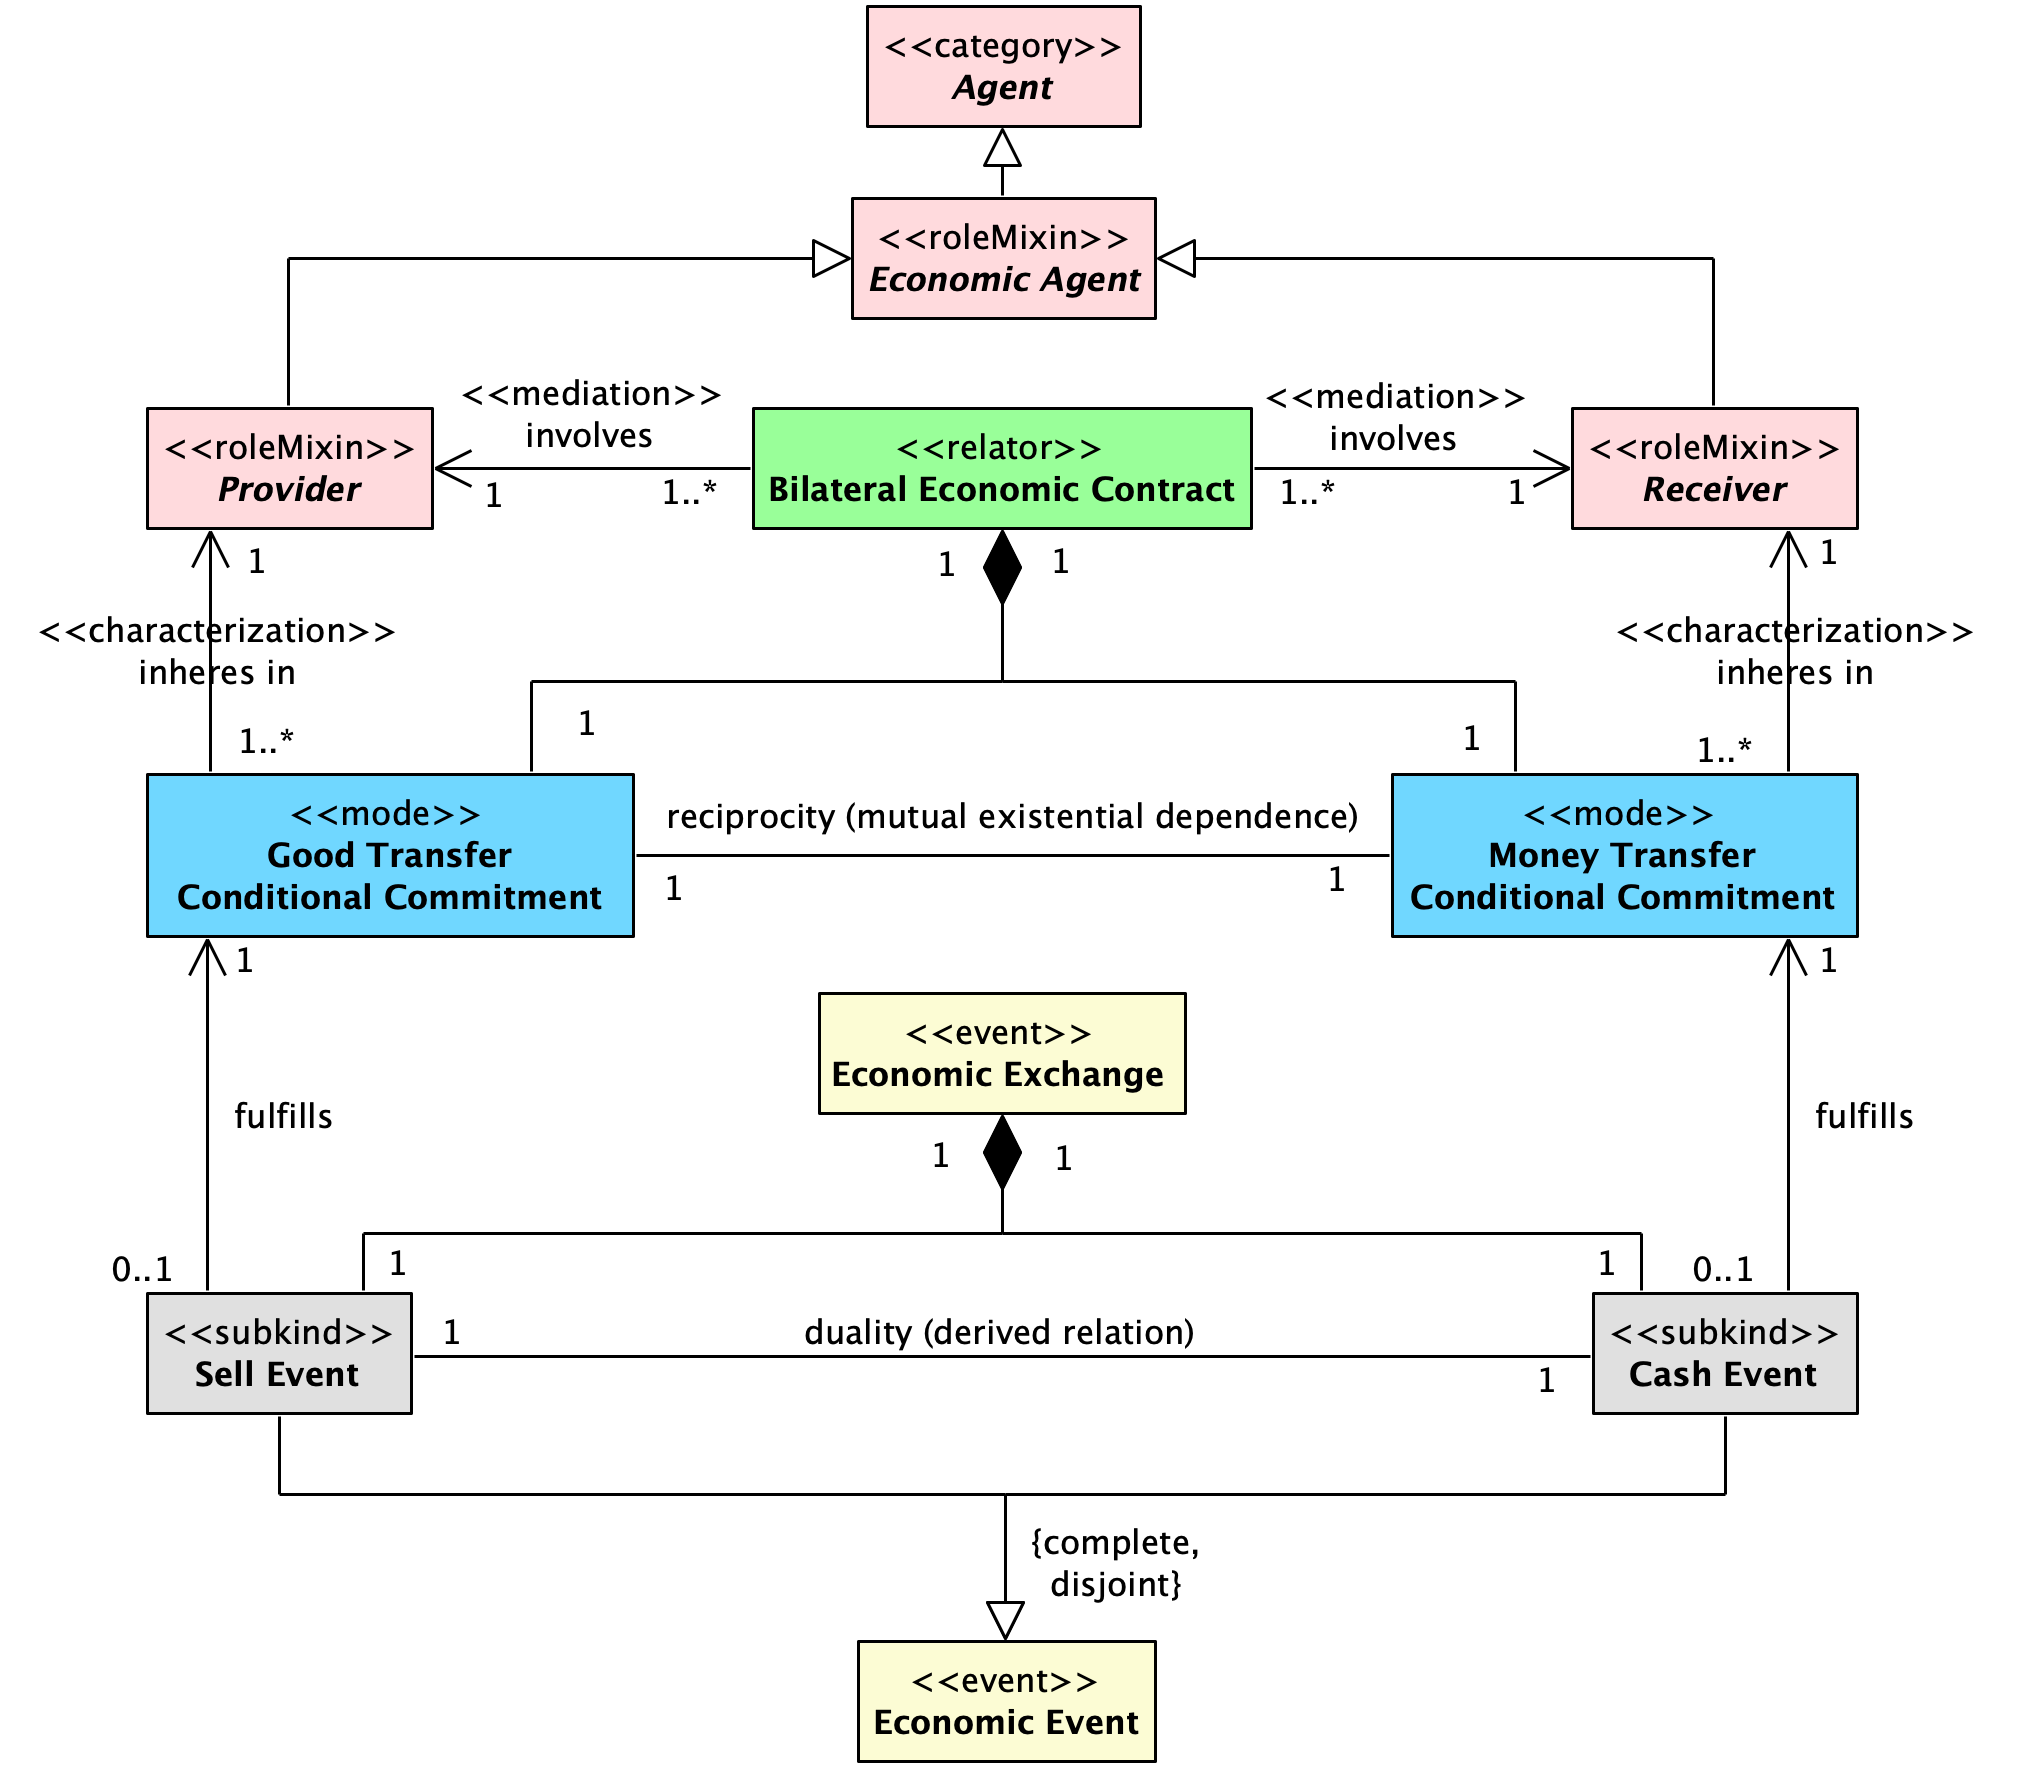 <<category>>
Agent
<<roleMixin>>
Economic Agent
<<mediation>>
involves
<<mediation>>
involves
<<roleMixin>>
Provider
<<relator>>
Bilateral Economic Contract
<<roleMixin>>
Receiver
1
1..*
1..*
1
1
1
1
1
<<characterization>>
inheres in
<<characterization>>
inheres in
1..*
1
1
1..*
<<mode>>
Good Transfer
Conditional Commitment
reciprocity (mutual existential dependence)
1
1
<<mode>>
Money Transfer
Conditional Commitment
1
1
<<event>>
Economic Exchange
fulfills
fulfills
1
1
0..1
1
1
0..1
<<subkind>>
Sell Event
1
duality (derived relation)
1
<<subkind>>
Cash Event
{complete,
disjoint}
<<event>>
Economic Event